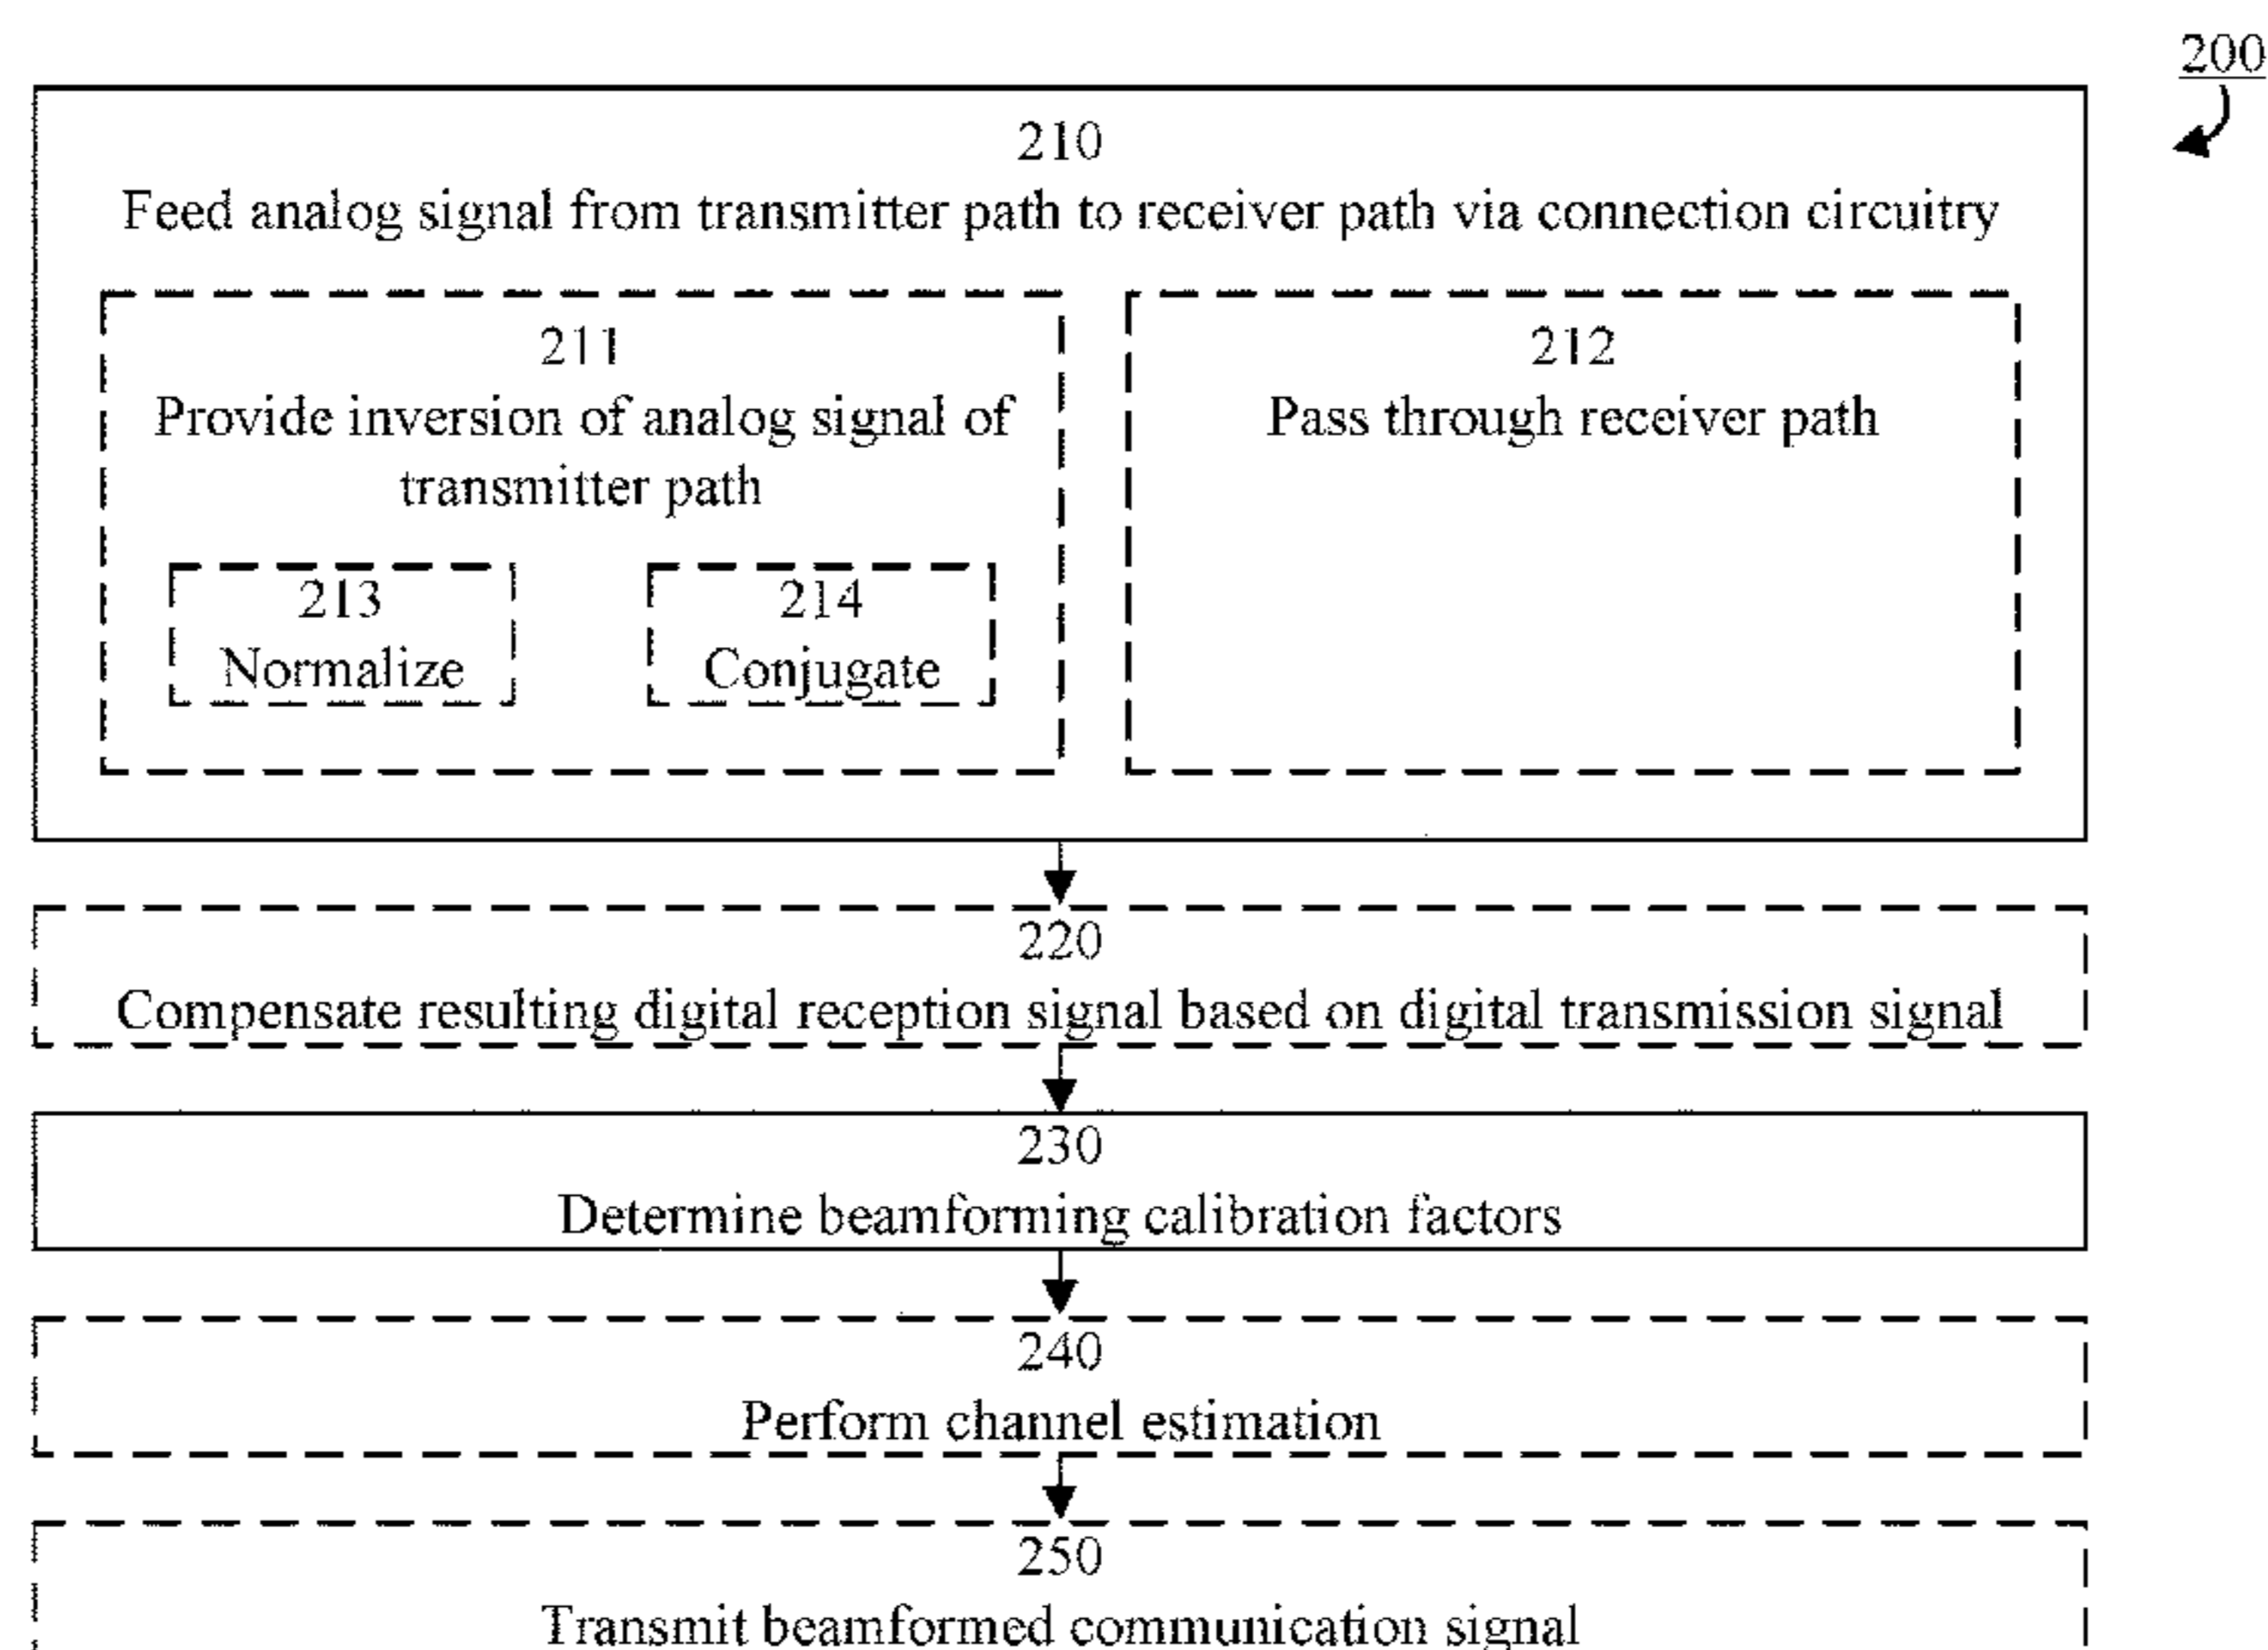 200
210
Feed analog signal from transmitter path to receiver path via connection circuitry
211
Provide inversion of analog signal of
transmitter path
213
Normalize
214
Conjugate
212
Pass through receiver path
220
Compensate resulting digital reception signal based on digital transmission signal
230
Determine beamforming calibration factors
240
Perform channel estimation
250
Transmit beamformed communication signal